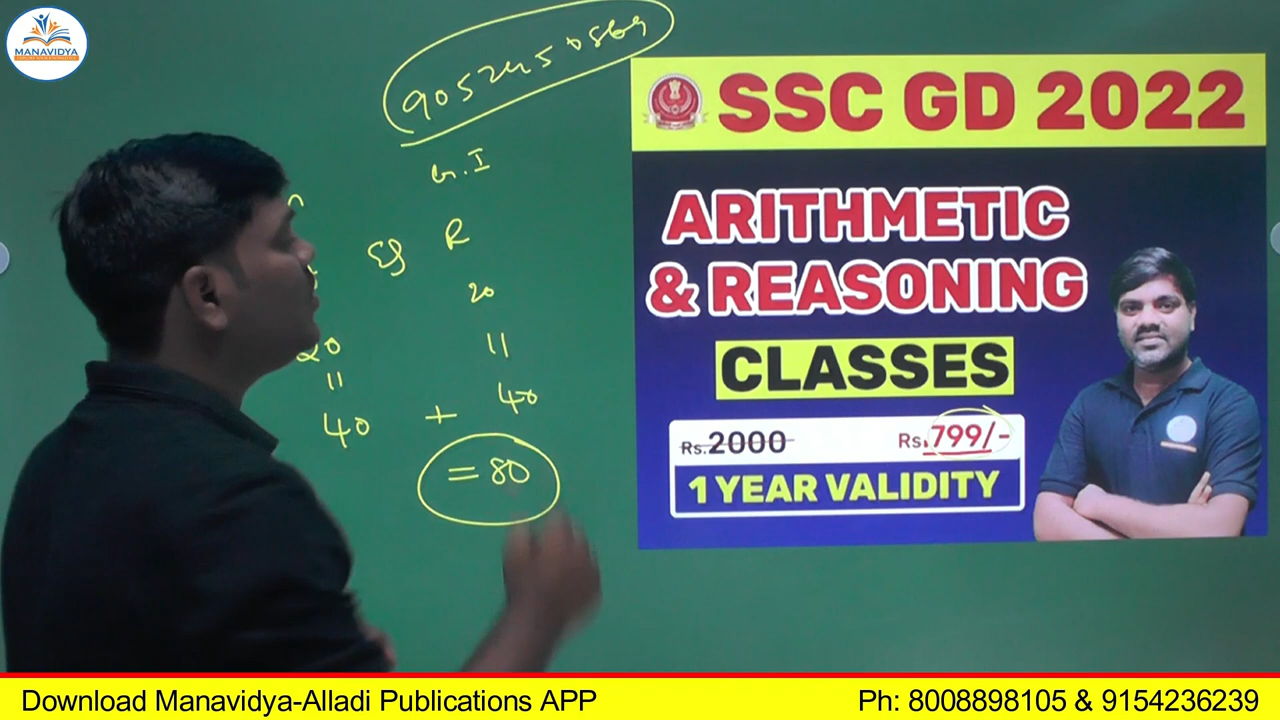 MANAVIDYA
9052450869
Gr. I
R
20
11
40
20
11
40 +
= 80
SSC GD 2022
ARITHMETIC
& REASONING
CLASSES
Rs.2000 Rs.799/-
1 YEAR VALIDITY
Download Manavidya-Alladi Publications APP Ph: 8008898105 & 9154236239